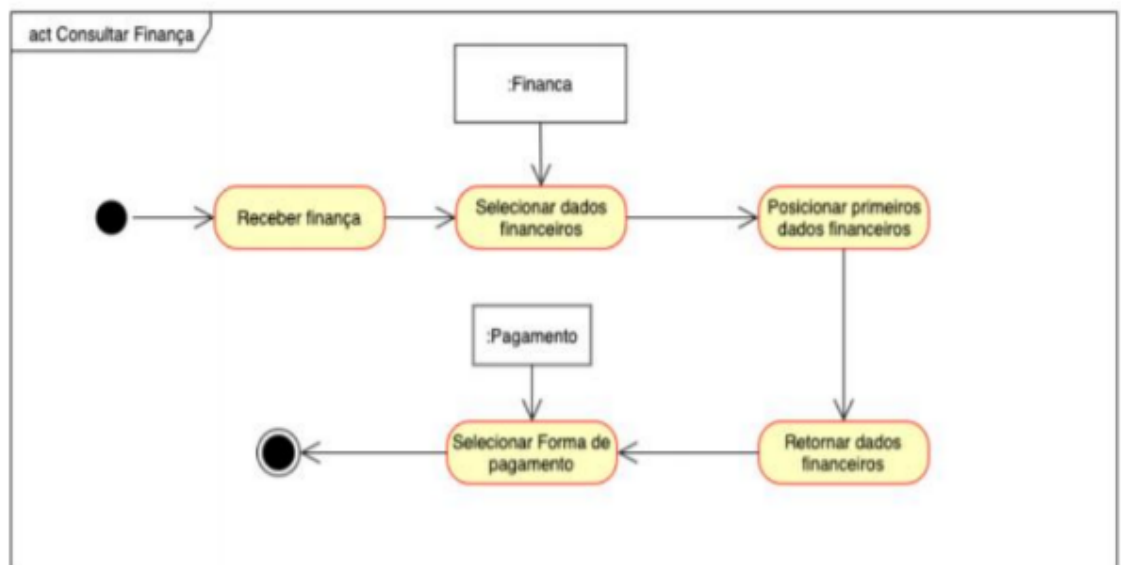 act Consultar Finança
:Financa
Receber finança
Selecionar dados
financeiros
Posicionar primeiros
dados financeiros
:Pagamento
Selecionar Forma de
pagamento
Retornar dados
financeiros